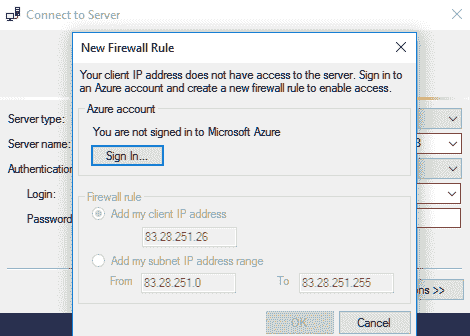 Connect to Server
New Firewall Rule
Your client IP address does not have access to the server. Sign in to
an Azure account and create a new firewall rule to enable access.
Azure account
You are not signed in to Microsoft Azure
Sign In...
Firewall rule
Add my client IP address
83.28.251.26
Add my subnet IP address range
From 83.28.251.0 To 83.28.251.255
OK Cancel
Server type:
Server name: 3
Authentication
Login:
Password
ons >>